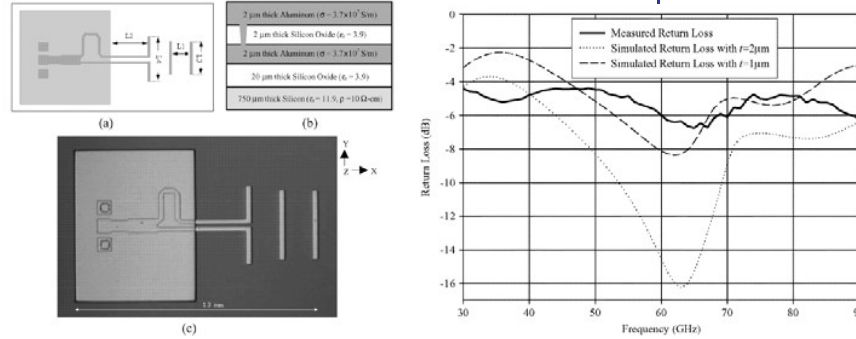 L2
L4
L1
L3
(a)
2 μm thick Aluminum (σ = 3.7×10⁷ S/m)
2 μm thick Silicon Oxide (εᵣ = 3.9)
2 μm thick Aluminum (σ = 3.7×10⁷ S/m)
20 μm thick Silicon Oxide (εᵣ = 3.9)
750 μm thick Silicon (εᵣ = 11.9, ρ = 10 Ω-cm)
(b)
Y
Z
X
1.3 mm
(c)
Return Loss (dB)
0
-2
-4
-6
-8
-10
-12
-14
-16
Measured Return Loss
Simulated Return Loss with t=2μm
Simulated Return Loss with t=1μm
30
40
50
60
70
80
Frequency (GHz)